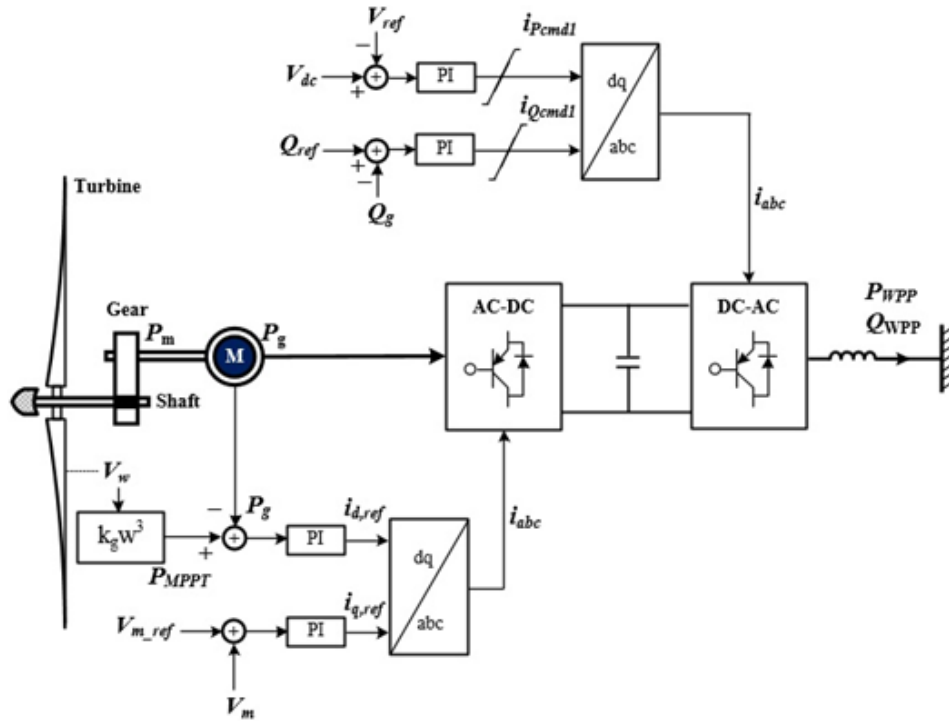 V_ref
i_Pcmd1
−
V_dc
+
PI
dq
i_Qcmd1
Q_ref
+
PI
abc
−
Q_g
Turbine
i_abc
Gear
P_m
P_g
M
AC-DC
DC-AC
P_WPP
Q_WPP
Shaft
V_w
−
P_g
i_d,ref
i_abc
k_g w^3
+
PI
dq
P_MPPT
i_q,ref
V_m_ref
+
PI
abc
V_m